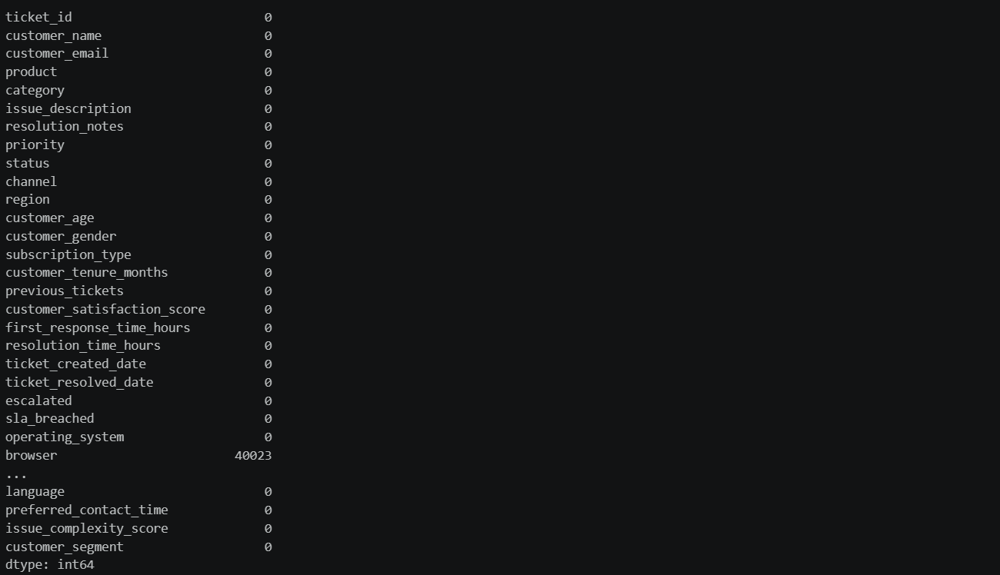 ticket_id 0
customer_name 0
customer_email 0
product 0
category 0
issue_description 0
resolution_notes 0
priority 0
status 0
channel 0
region 0
customer_age 0
customer_gender 0
subscription_type 0
customer_tenure_months 0
previous_tickets 0
customer_satisfaction_score 0
first_response_time_hours 0
resolution_time_hours 0
ticket_created_date 0
ticket_resolved_date 0
escalated 0
sla_breached 0
operating_system 0
browser 40023
...
language 0
preferred_contact_time 0
issue_complexity_score 0
customer_segment 0
dtype: int64